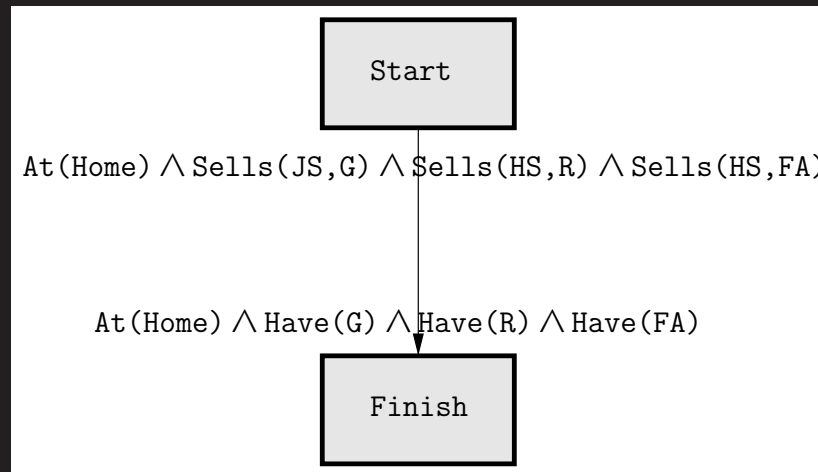 Start
At(Home) ∧ Sells(JS,G) ∧ Sells(HS,R) ∧ Sells(HS,FA)
At(Home) ∧ Have(G) ∧ Have(R) ∧ Have(FA)
Finish